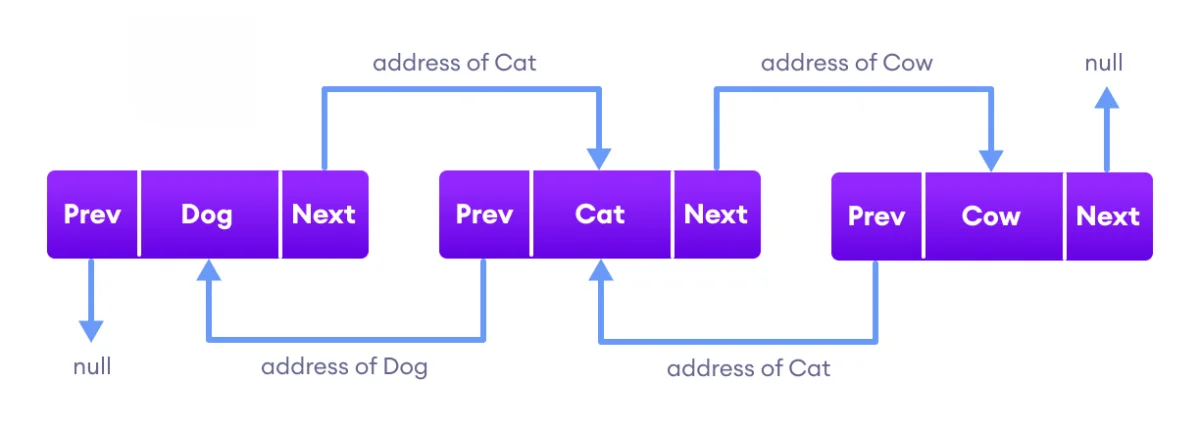 address of Cat
address of Cow
null
Prev
Dog
Next
Prev
Cat
Next
Prev
Cow
Next
null
address of Dog
address of Cat